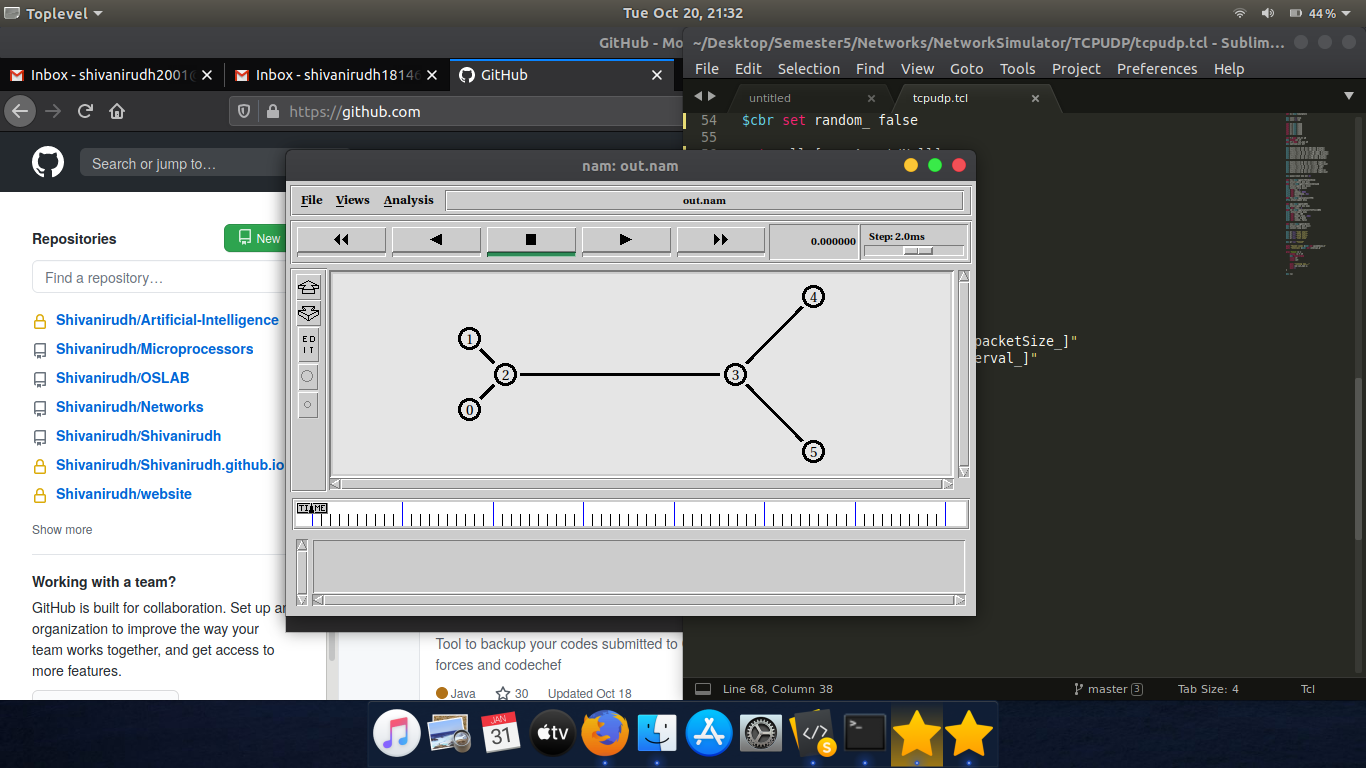 Toplevel
Tue Oct 20, 21:32
44%
GitHub - Mo
Inbox - shivanirudh2001@
Inbox - shivanirudh18146
GitHub
https://github.com
Search or jump to…
Repositories
New
Find a repository…
Shivanirudh/Artificial-Intelligence
Shivanirudh/Microprocessors
Shivanirudh/OSLAB
Shivanirudh/Networks
Shivanirudh/Shivanirudh
Shivanirudh/Shivanirudh.github.io
Shivanirudh/website
Show more
Working with a team?
GitHub is built for collaboration. Set up an
organization to improve the way your
team works together, and get access to
more features.
Tool to backup your codes submitted to
forces and codechef
Java
30
Updated Oct 18
~/Desktop/Semester5/Networks/NetworkSimulator/TCPUDP/tcpudp.tcl - Sublim…
File Edit Selection Find View Goto Tools Project Preferences Help
untitled
tcpudp.tcl
54 $cbr set random_ false
55
packetSize_]"
erval_]"
Line 68, Column 38
master 3
Tab Size: 4
Tcl
nam: out.nam
File Views Analysis
out.nam
0.000000
Step: 2.0ms
ED
IT
4
1
2
3
0
5
TIME
JAN
31
tv
S